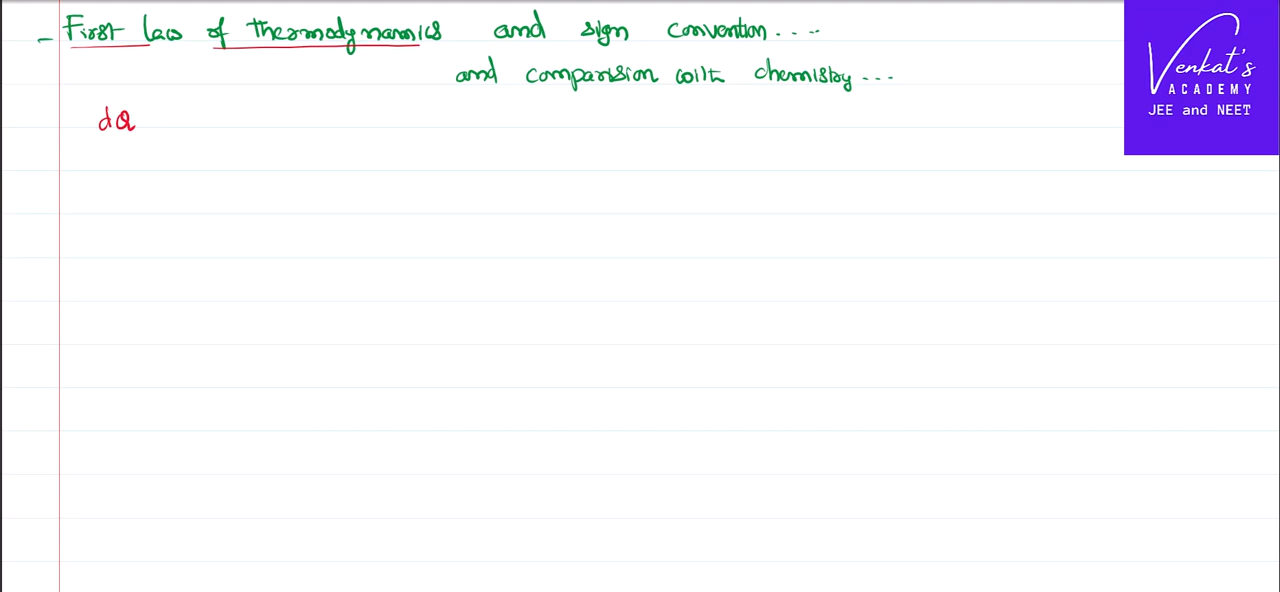 - First law of thermodynamics and sign convention....
and comparision with chemistry...
dQ
Venkat's
ACADEMY
JEE and NEET